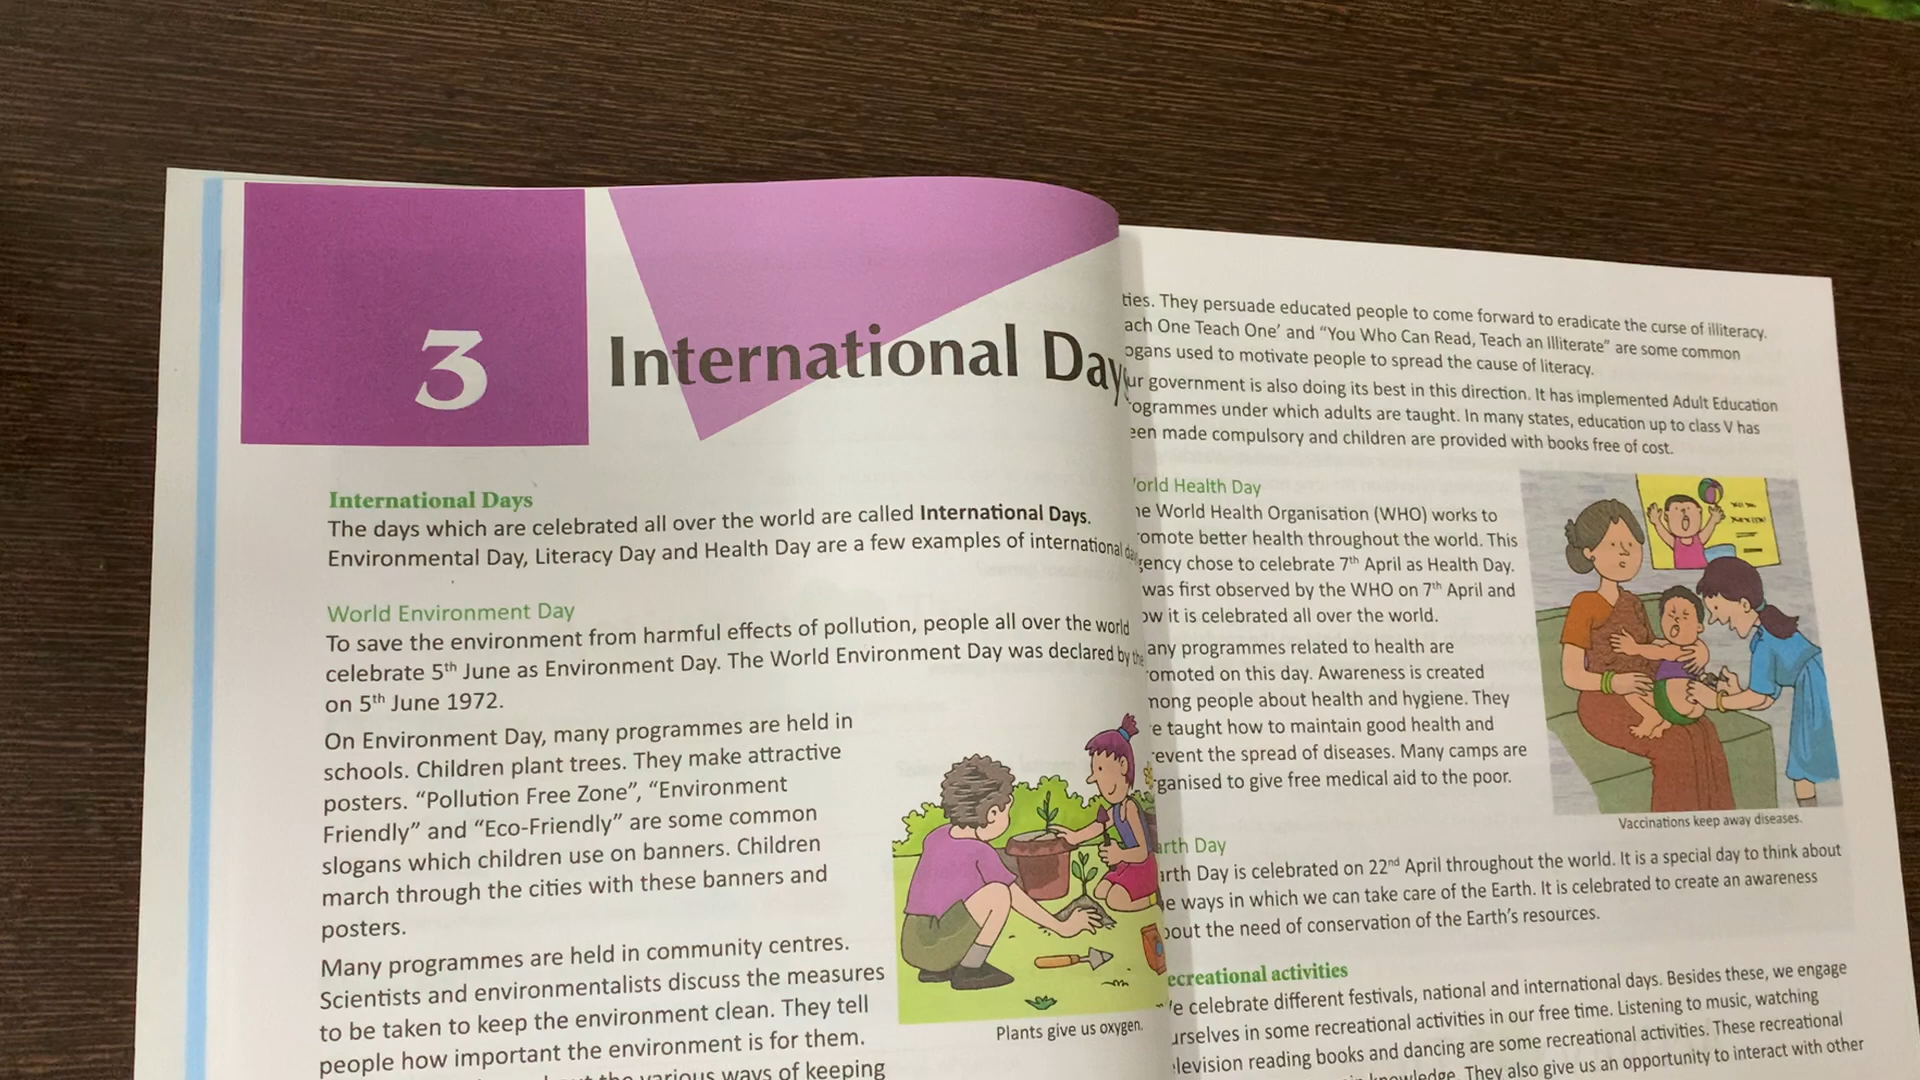 3
International Day
International Days
The days which are celebrated all over the world are called International Days.
Environmental Day, Literacy Day and Health Day are a few examples of international
World Environment Day
To save the environment from harmful effects of pollution, people all over the world
celebrate 5th June as Environment Day. The World Environment Day was declared by the
on 5th June 1972.
On Environment Day, many programmes are held in
schools. Children plant trees. They make attractive
posters. “Pollution Free Zone”, “Environment
Friendly” and “Eco-Friendly” are some common
slogans which children use on banners. Children
march through the cities with these banners and
posters.
Many programmes are held in community centres.
Scientists and environmentalists discuss the measures
to be taken to keep the environment clean. They tell
people how important the environment is for them.
the various ways of keeping
Plants give us oxygen.
ties. They persuade educated people to come forward to eradicate the curse of illiteracy.
ach One Teach One’ and “You Who Can Read, Teach an Illiterate” are some common
ogans used to motivate people to spread the cause of literacy.
ur government is also doing its best in this direction. It has implemented Adult Education
ogrammes under which adults are taught. In many states, education up to class V has
een made compulsory and children are provided with books free of cost.
orld Health Day
he World Health Organisation (WHO) works to
omote better health throughout the world. This
gency chose to celebrate 7th April as Health Day.
was first observed by the WHO on 7th April and
ow it is celebrated all over the world.
any programmes related to health are
omoted on this day. Awareness is created
mong people about health and hygiene. They
e taught how to maintain good health and
event the spread of diseases. Many camps are
ganised to give free medical aid to the poor.
Vaccinations keep away diseases.
arth Day
arth Day is celebrated on 22nd April throughout the world. It is a special day to think about
e ways in which we can take care of the Earth. It is celebrated to create an awareness
bout the need of conservation of the Earth’s resources.
ecreational activities
e celebrate different festivals, national and international days. Besides these, we engage
urselves in some recreational activities in our free time. Listening to music, watching
levision reading books and dancing are some recreational activities. These recreational
knowledge. They also give us an opportunity to interact with other